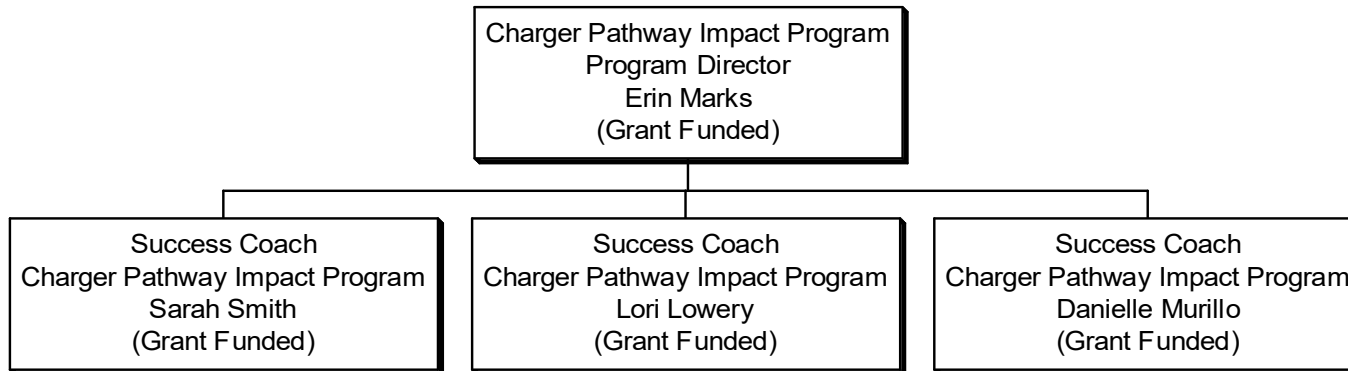 Charger Pathway Impact Program
Program Director
Erin Marks
(Grant Funded)
Success Coach
Charger Pathway Impact Program
Sarah Smith
(Grant Funded)
Success Coach
Charger Pathway Impact Program
Lori Lowery
(Grant Funded)
Success Coach
Charger Pathway Impact Program
Danielle Murillo
(Grant Funded)